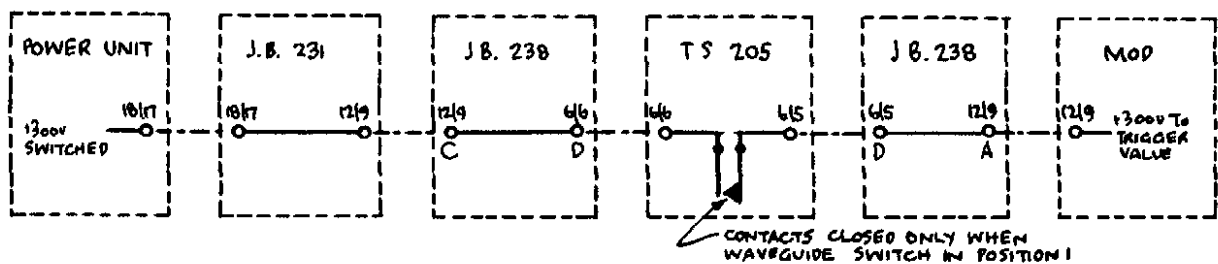 POWER UNIT
J.B. 231
J B. 238
T S 205
J B. 238
MOD
18/17
18/17
12/9
12/9
6/6
6/6
6/5
6/5
12/9
12/9
+300V
SWITCHED
C
D
D
A
+300V TO
TRIGGER
VALUE
CONTACTS CLOSED ONLY WHEN
WAVEGUIDE SWITCH IN POSITION 1